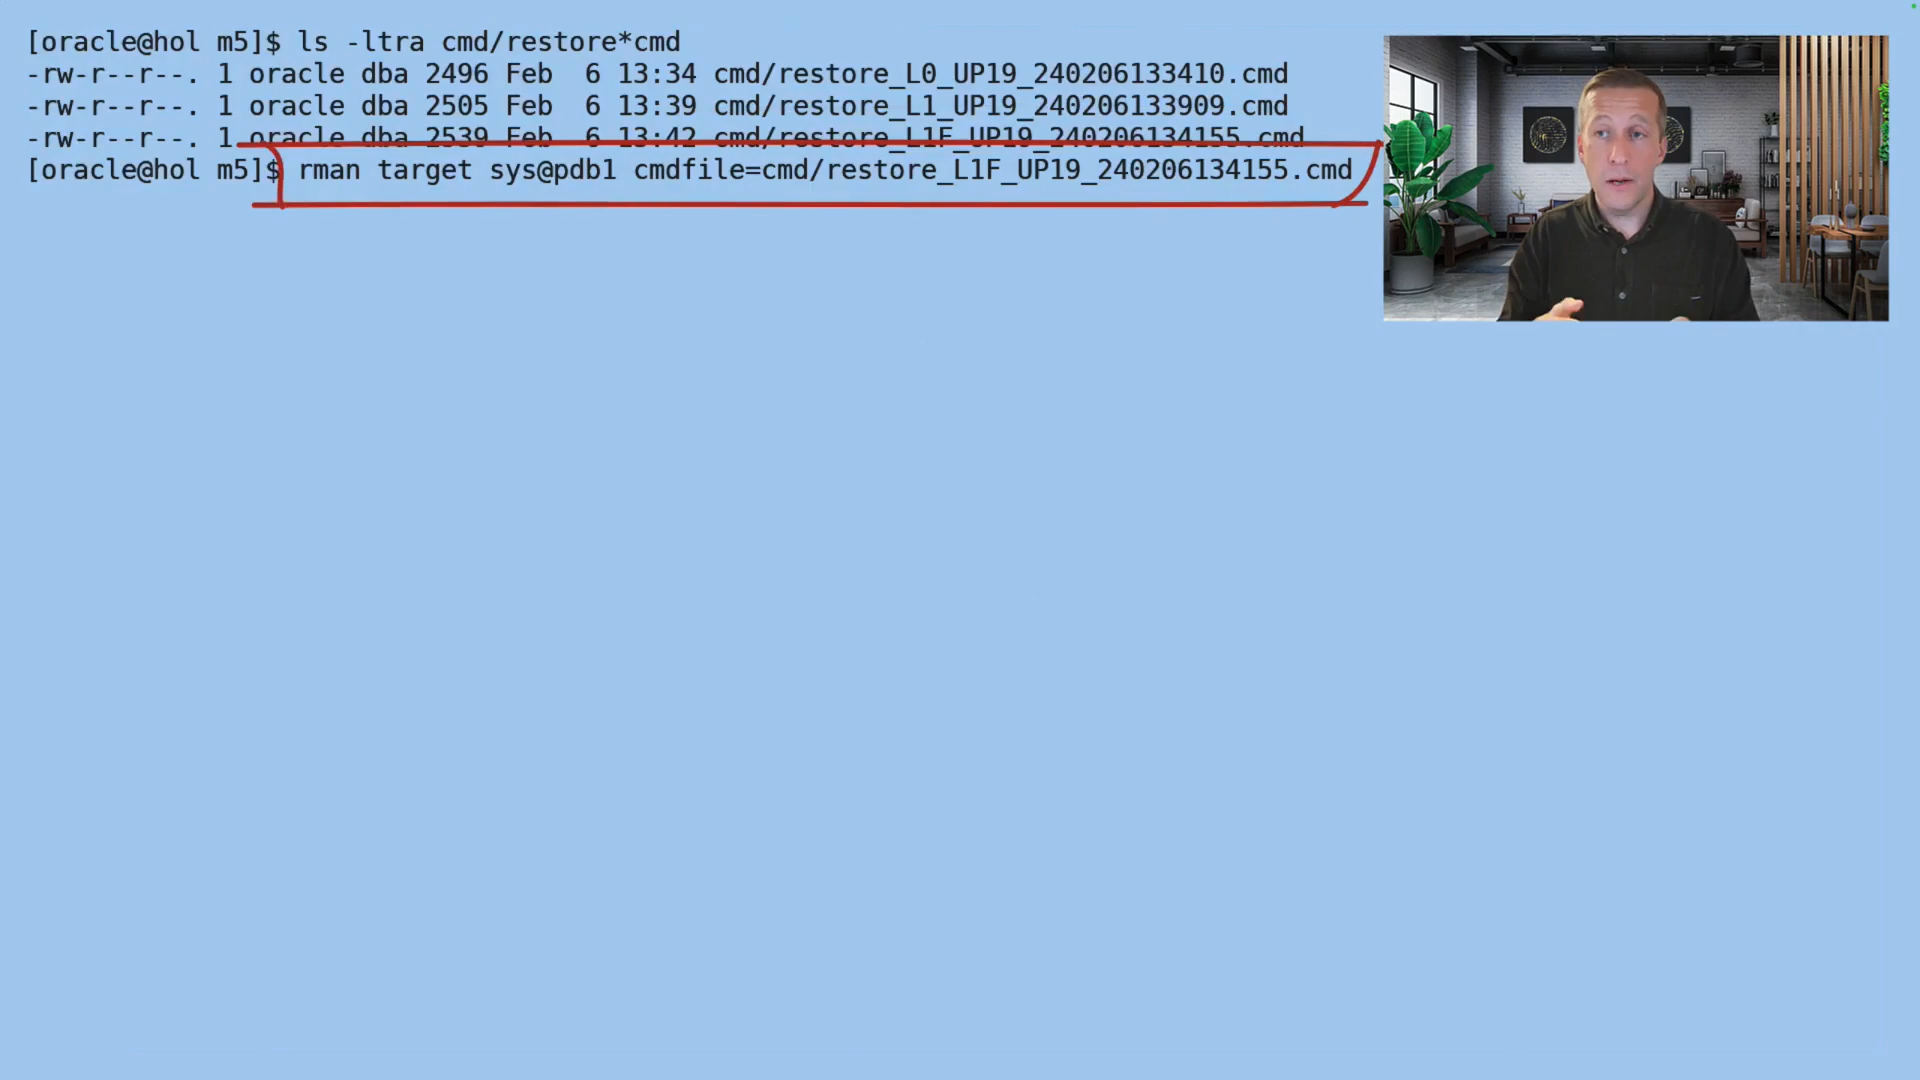 [oracle@hol m5]$ ls -ltra cmd/restore*cmd
-rw-r--r--. 1 oracle dba 2496 Feb  6 13:34 cmd/restore_L0_UP19_240206133410.cmd
-rw-r--r--. 1 oracle dba 2505 Feb  6 13:39 cmd/restore_L1_UP19_240206133909.cmd
-rw-r--r--. 1 oracle dba 2539 Feb  6 13:42 cmd/restore_L1F_UP19_240206134155.cmd
[oracle@hol m5]$ rman target sys@pdb1 cmdfile=cmd/restore_L1F_UP19_240206134155.cmd